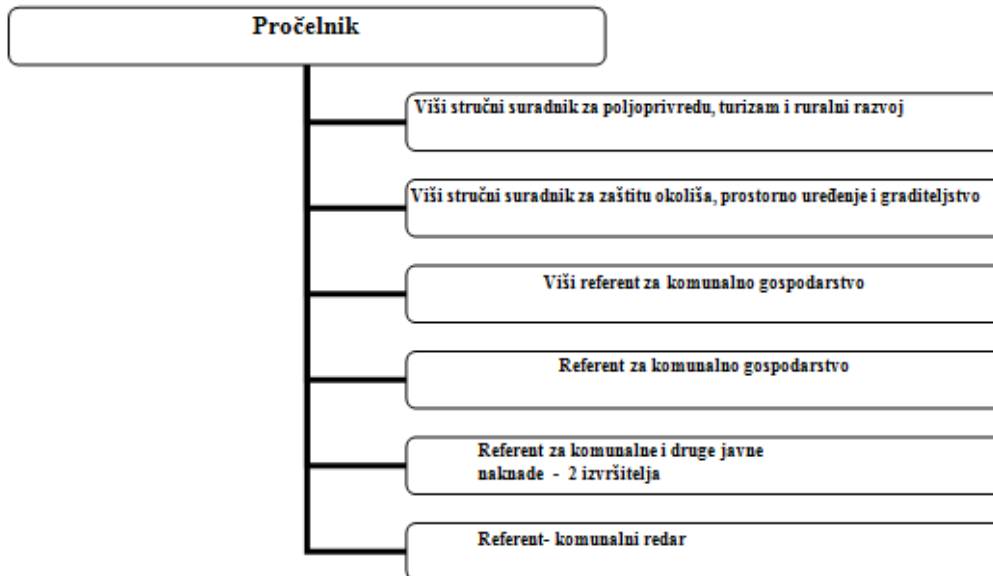 Pročelnik
Viši stručni suradnik za poljoprivredu, turizam i ruralni razvoj
Viši stručni suradnik za zaštitu okoliša, prostorno uređenje i graditeljstvo
Viši referent za komunalno gospodarstvo
Referent za komunalno gospodarstvo
Referent za komunalne i druge javne
naknade - 2 izvršitelja
Referent- komunalni redar